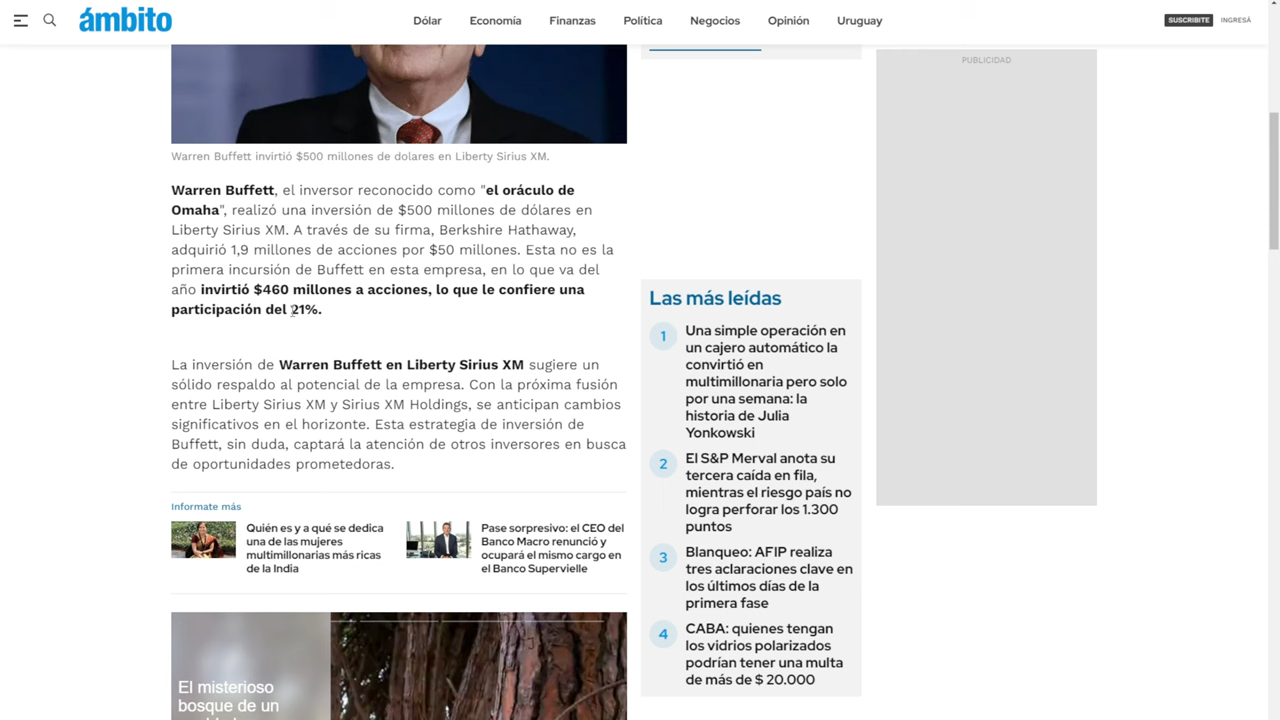 ámbito
Dólar
Economía
Finanzas
Política
Negocios
Opinión
Uruguay
SUSCRIBITE
INGRESÁ
Warren Buffett invirtió $500 millones de dolares en Liberty Sirius XM.
Warren Buffett, el inversor reconocido como "el oráculo de
Omaha", realizó una inversión de $500 millones de dólares en
Liberty Sirius XM. A través de su firma, Berkshire Hathaway,
adquirió 1,9 millones de acciones por $50 millones. Esta no es la
primera incursión de Buffett en esta empresa, en lo que va del
año invirtió $460 millones a acciones, lo que le confiere una
participación del 21%.
La inversión de Warren Buffett en Liberty Sirius XM sugiere un
sólido respaldo al potencial de la empresa. Con la próxima fusión
entre Liberty Sirius XM y Sirius XM Holdings, se anticipan cambios
significativos en el horizonte. Esta estrategia de inversión de
Buffett, sin duda, captará la atención de otros inversores en busca
de oportunidades prometedoras.
Informate más
Quién es y a qué se dedica
una de las mujeres
multimillonarias más ricas
de la India
Pase sorpresivo: el CEO del
Banco Macro renunció y
ocupará el mismo cargo en
el Banco Supervielle
El misterioso
bosque de un
Las más leídas
1
Una simple operación en
un cajero automático la
convirtió en
multimillonaria pero solo
por una semana: la
historia de Julia
Yonkowski
2
El S&P Merval anota su
tercera caída en fila,
mientras el riesgo país no
logra perforar los 1.300
puntos
3
Blanqueo: AFIP realiza
tres aclaraciones clave en
los últimos días de la
primera fase
4
CABA: quienes tengan
los vidrios polarizados
podrían tener una multa
de más de $ 20.000
PUBLICIDAD